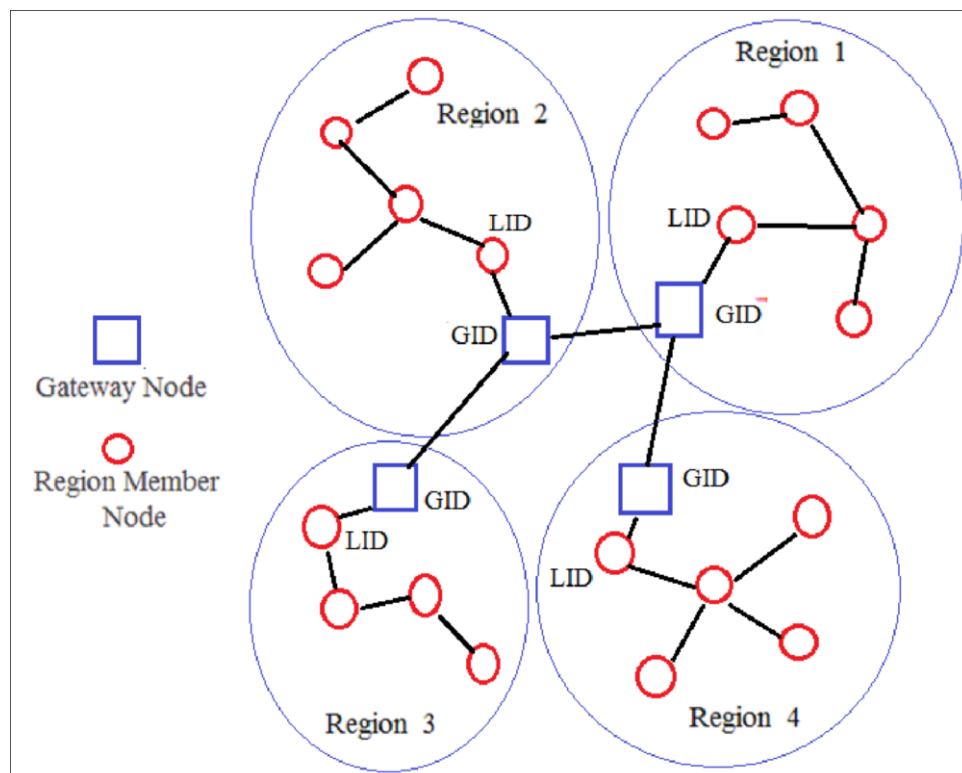 Region 1
Region 2
LID
LID
GID
GID
Gateway Node
Region Member
Node
GID
GID
LID
LID
Region 3
Region 4